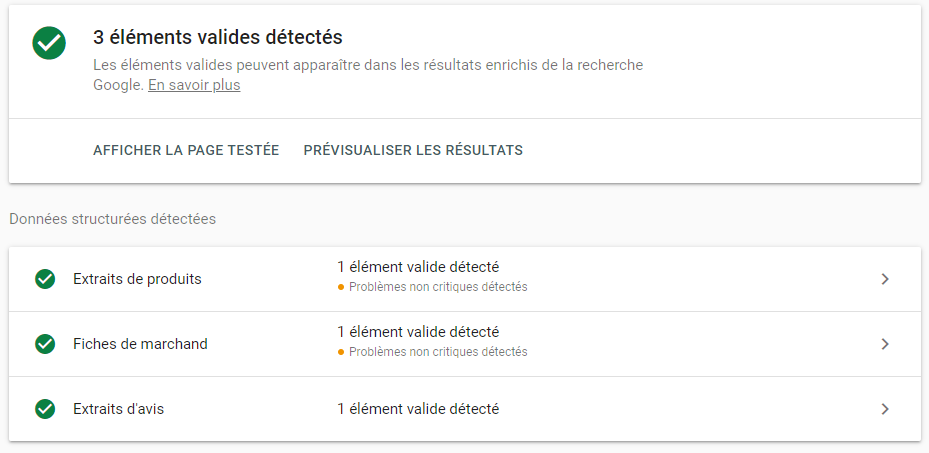 3 éléments valides détectés
Les éléments valides peuvent apparaître dans les résultats enrichis de la recherche
Google. En savoir plus
AFFICHER LA PAGE TESTÉE PRÉVISUALISER LES RÉSULTATS
Données structurées détectées
Extraits de produits 1 élément valide détecté
Problèmes non critiques détectés
Fiches de marchand 1 élément valide détecté
Problèmes non critiques détectés
Extraits d'avis 1 élément valide détecté